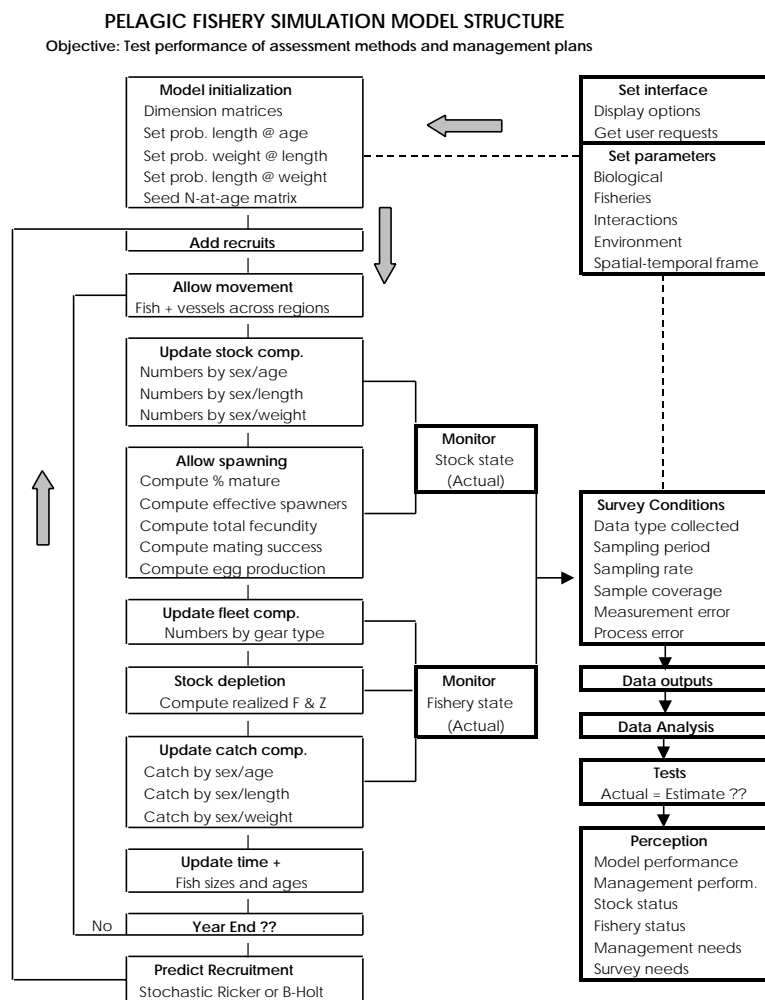 PELAGIC FISHERY SIMULATION MODEL STRUCTURE
Objective: Test performance of assessment methods and management plans
Model initialization
Dimension matrices
Set prob. length @ age
Set prob. weight @ length
Set prob. length @ weight
Seed N-at-age matrix
Add recruits
Allow movement
Fish + vessels across regions
Update stock comp.
Numbers by sex/age
Numbers by sex/length
Numbers by sex/weight
Allow spawning
Compute % mature
Compute effective spawners
Compute total fecundity
Compute mating success
Compute egg production
Update fleet comp.
Numbers by gear type
Stock depletion
Compute realized F & Z
Update catch comp.
Catch by sex/age
Catch by sex/length
Catch by sex/weight
Update time +
Fish sizes and ages
No
Year End ??
Predict Recruitment
Stochastic Ricker or B-Holt
Monitor
Stock state
(Actual)
Monitor
Fishery state
(Actual)
Set interface
Display options
Get user requests
Set parameters
Biological
Fisheries
Interactions
Environment
Spatial-temporal frame
Survey Conditions
Data type collected
Sampling period
Sampling rate
Sample coverage
Measurement error
Process error
Data outputs
Data Analysis
Tests
Actual = Estimate ??
Perception
Model performance
Management perform.
Stock status
Fishery status
Management needs
Survey needs